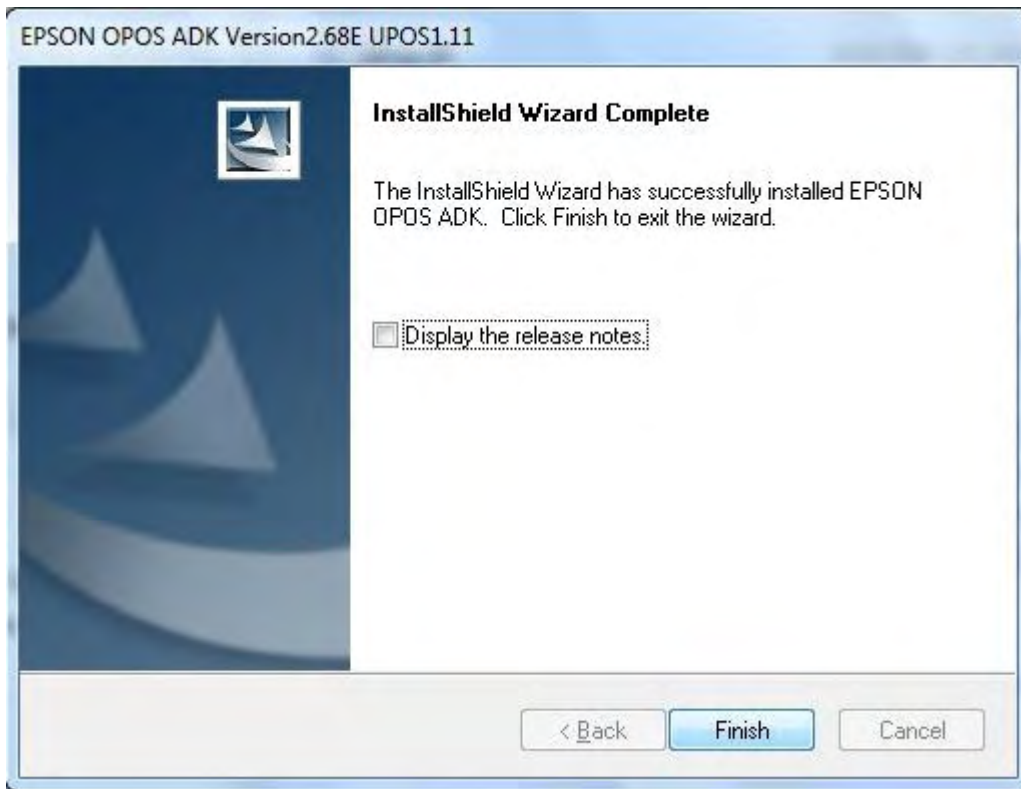 EPSON OPOS ADK Version2.68E UPOS1.11
InstallShield Wizard Complete
The InstallShield Wizard has successfully installed EPSON
OPOS ADK. Click Finish to exit the wizard.
Display the release notes.
< Back
Finish
Cancel